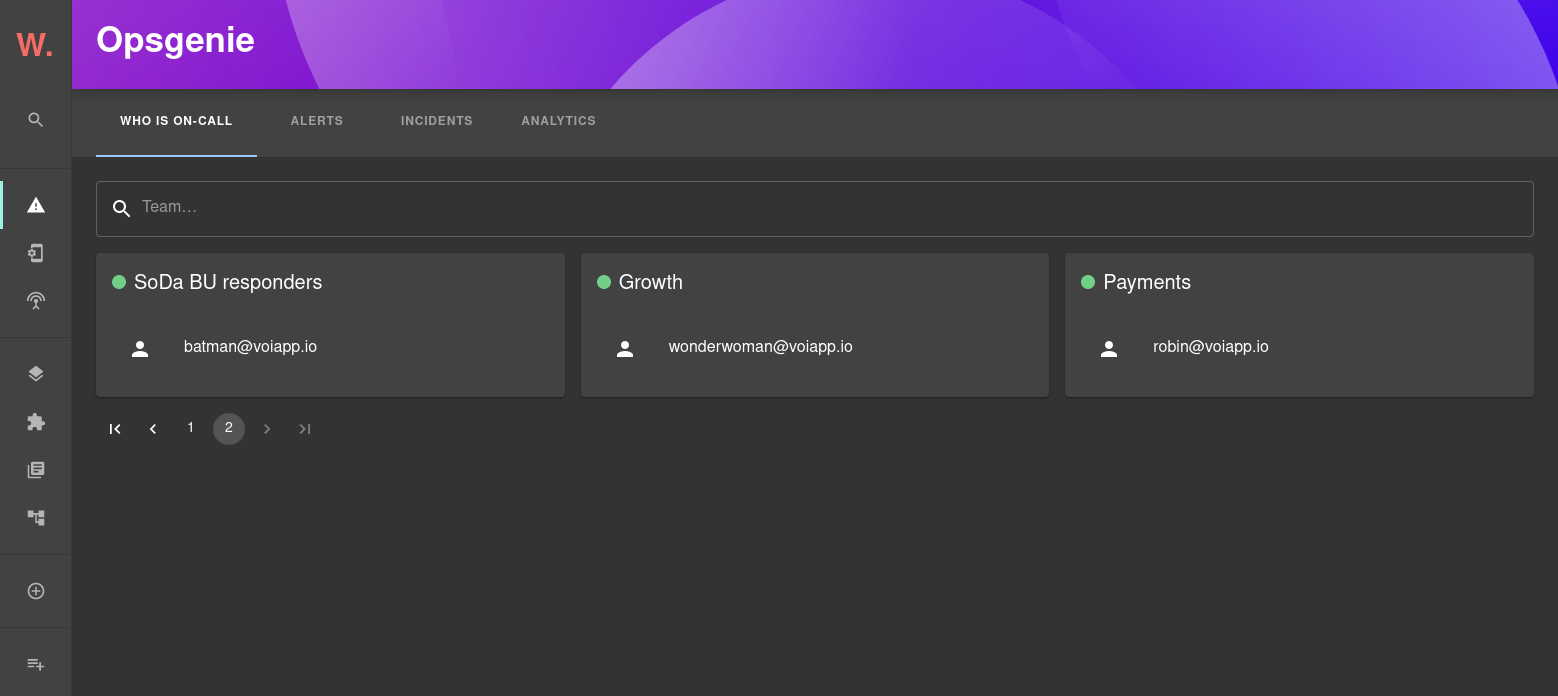 W.
Opsgenie
WHO IS ON-CALL ALERTS INCIDENTS ANALYTICS
Team...
SoDa BU responders
batman@voiapp.io
Growth
wonderwoman@voiapp.io
Payments
robin@voiapp.io
1 2